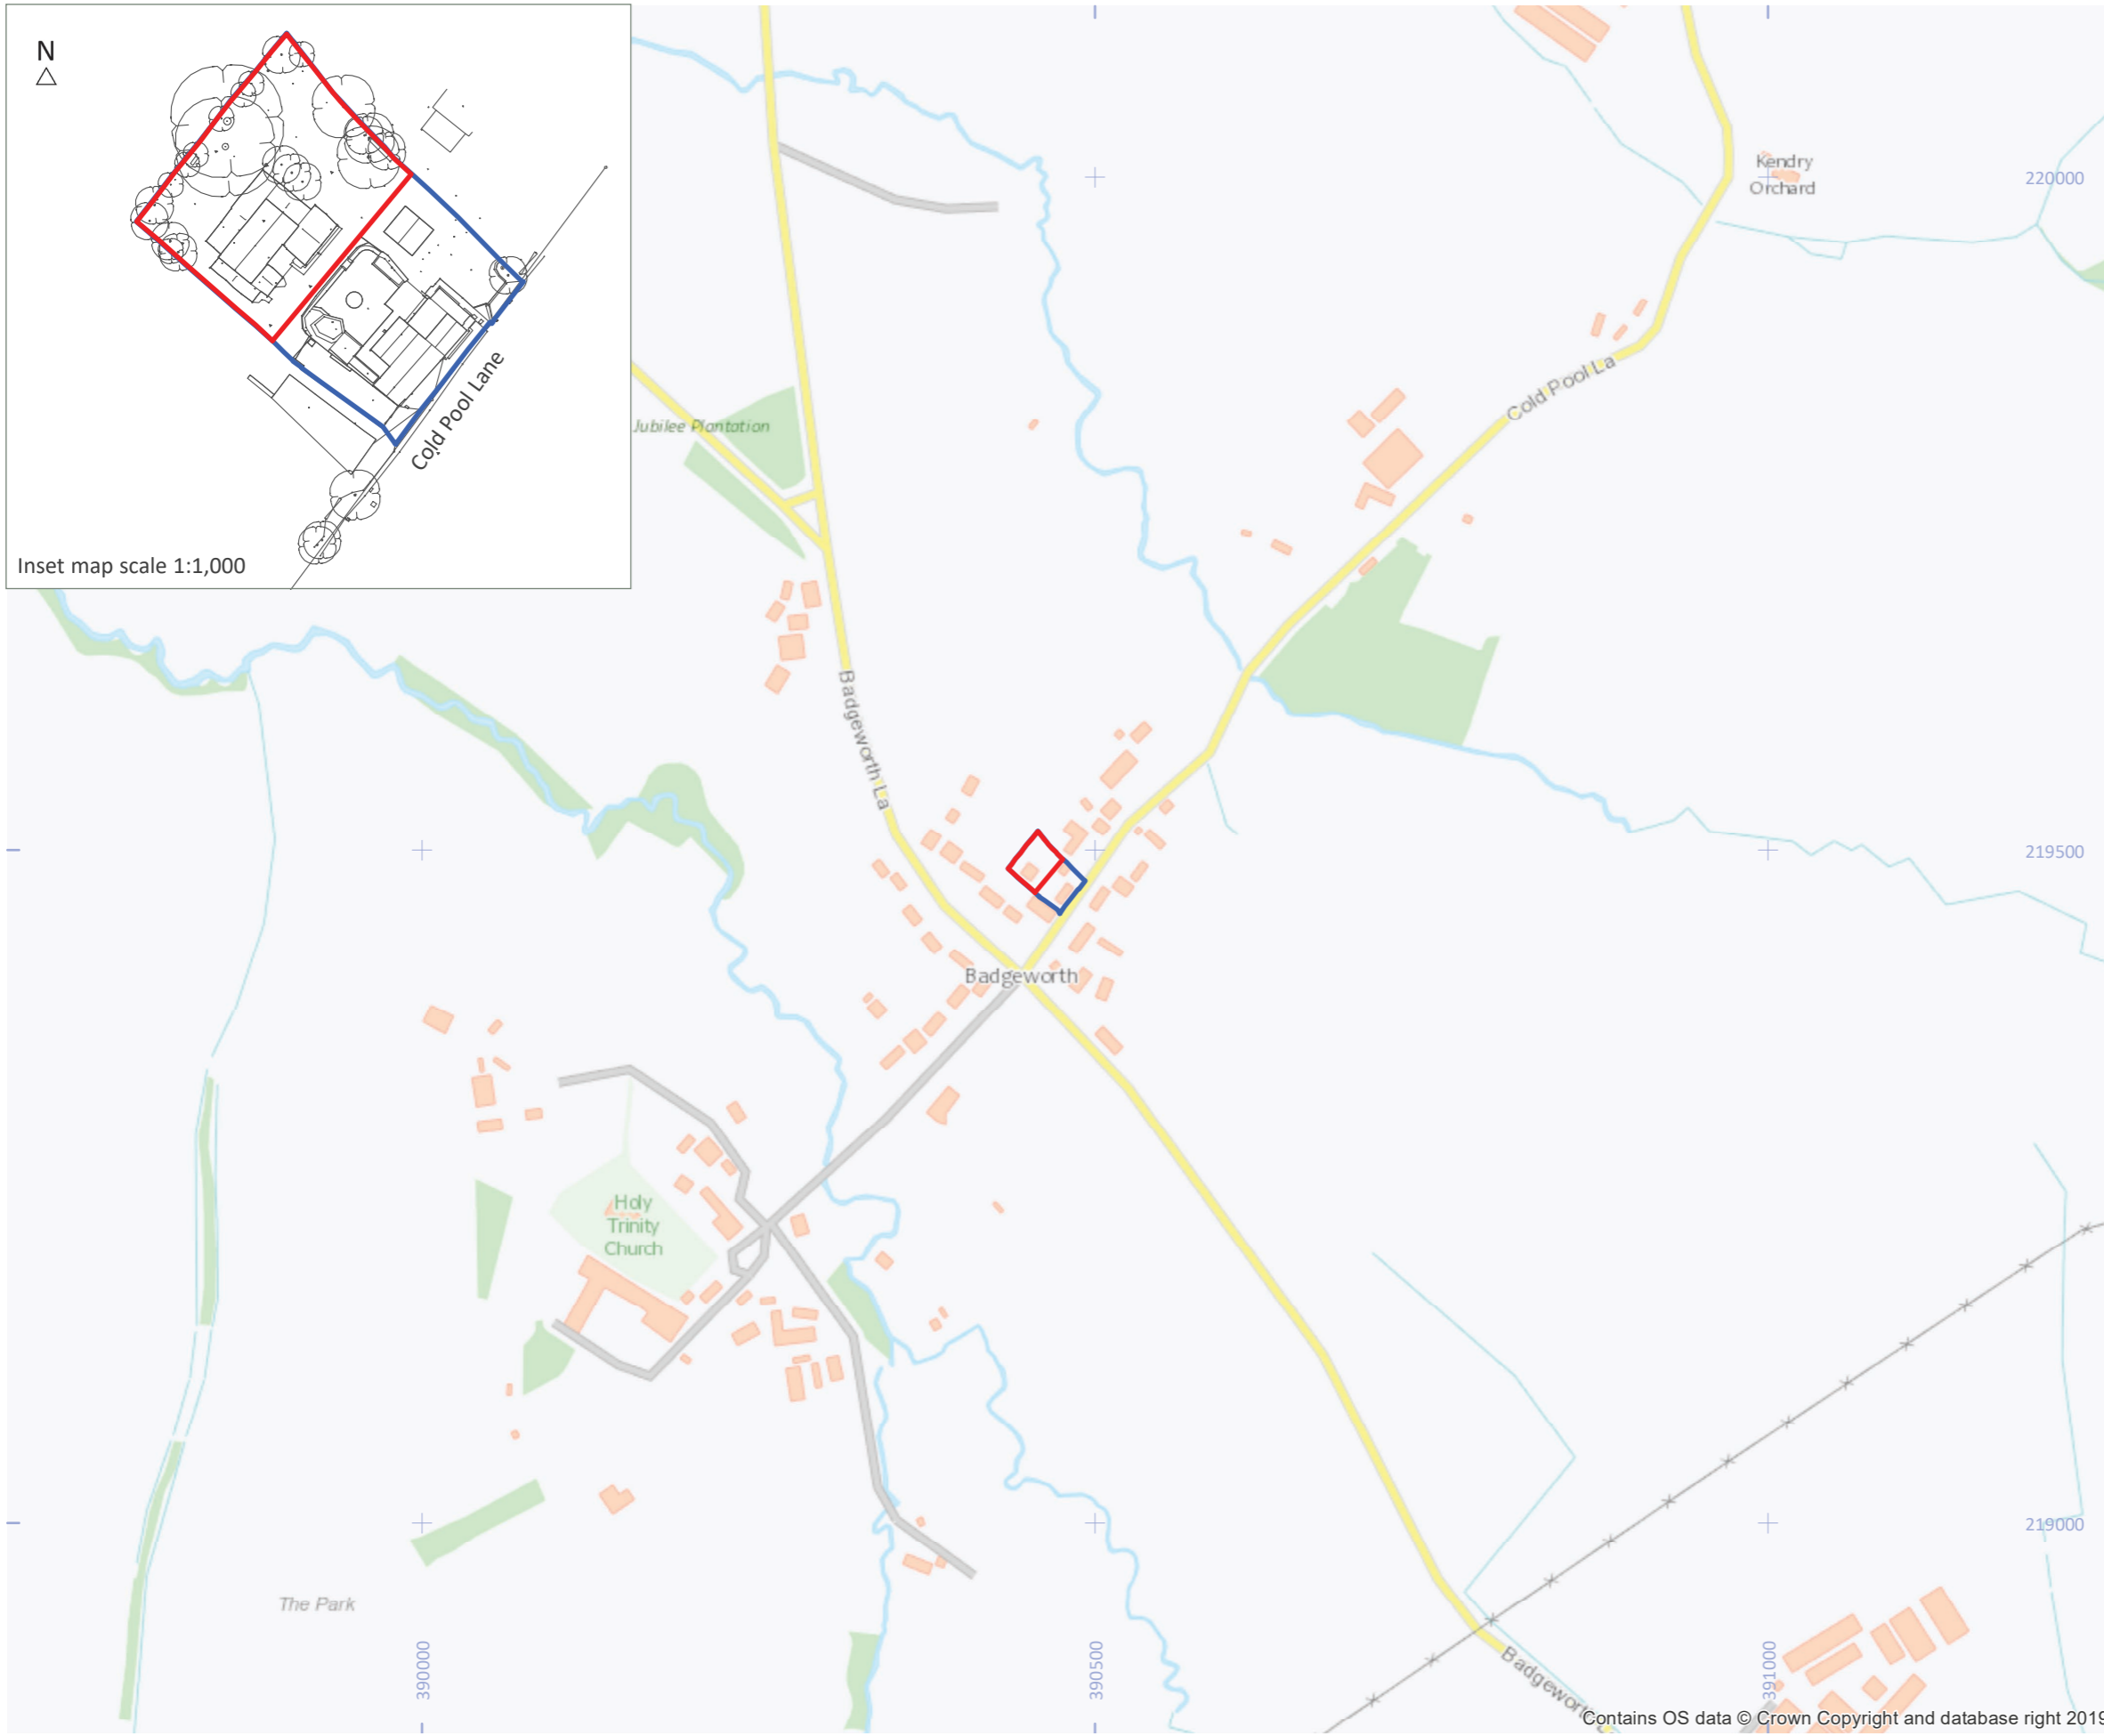 N
Cold Pool Lane
Inset map scale 1:1,000
Kendry
Orchard
220000
Cold Pool La
Jubilee Plantation
Badgeworth La
219500
Badgeworth
Holy
Trinity
Church
219000
The Park
390000
390500
391000
Badgeworth
Contains OS data © Crown Copyright and database right 2019